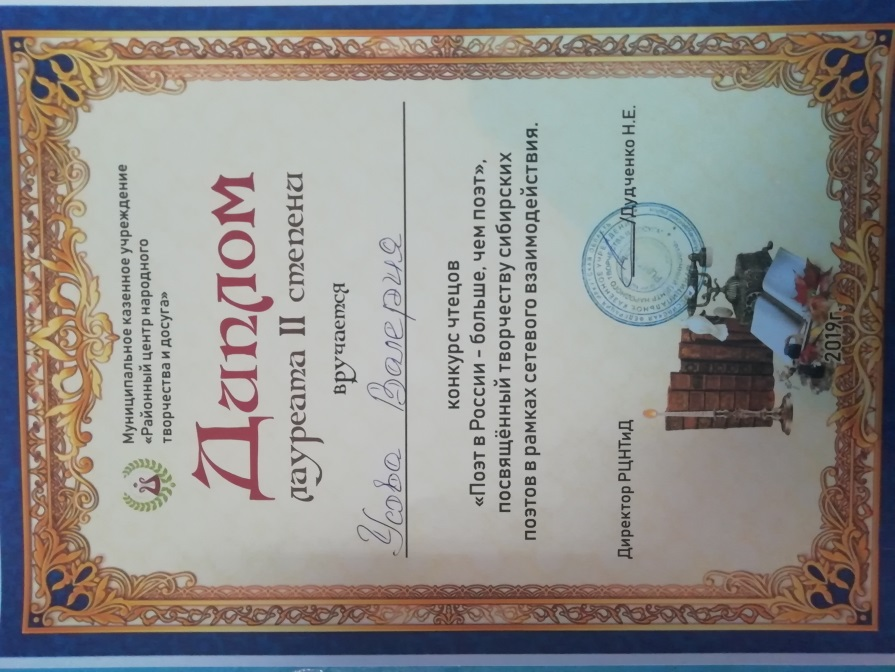 Муниципальное казенное учреждение
«Районный центр народного
творчества и досуга»
Диплом
лауреата II степени
вручается
Усова Валерия
конкурс чтецов
«Поэт в России – больше, чем поэт»,
посвящённый творчеству сибирских
поэтов в рамках сетевого взаимодействия.
Директор РЦНТиД /Дудченко Н.Е.
2019г.